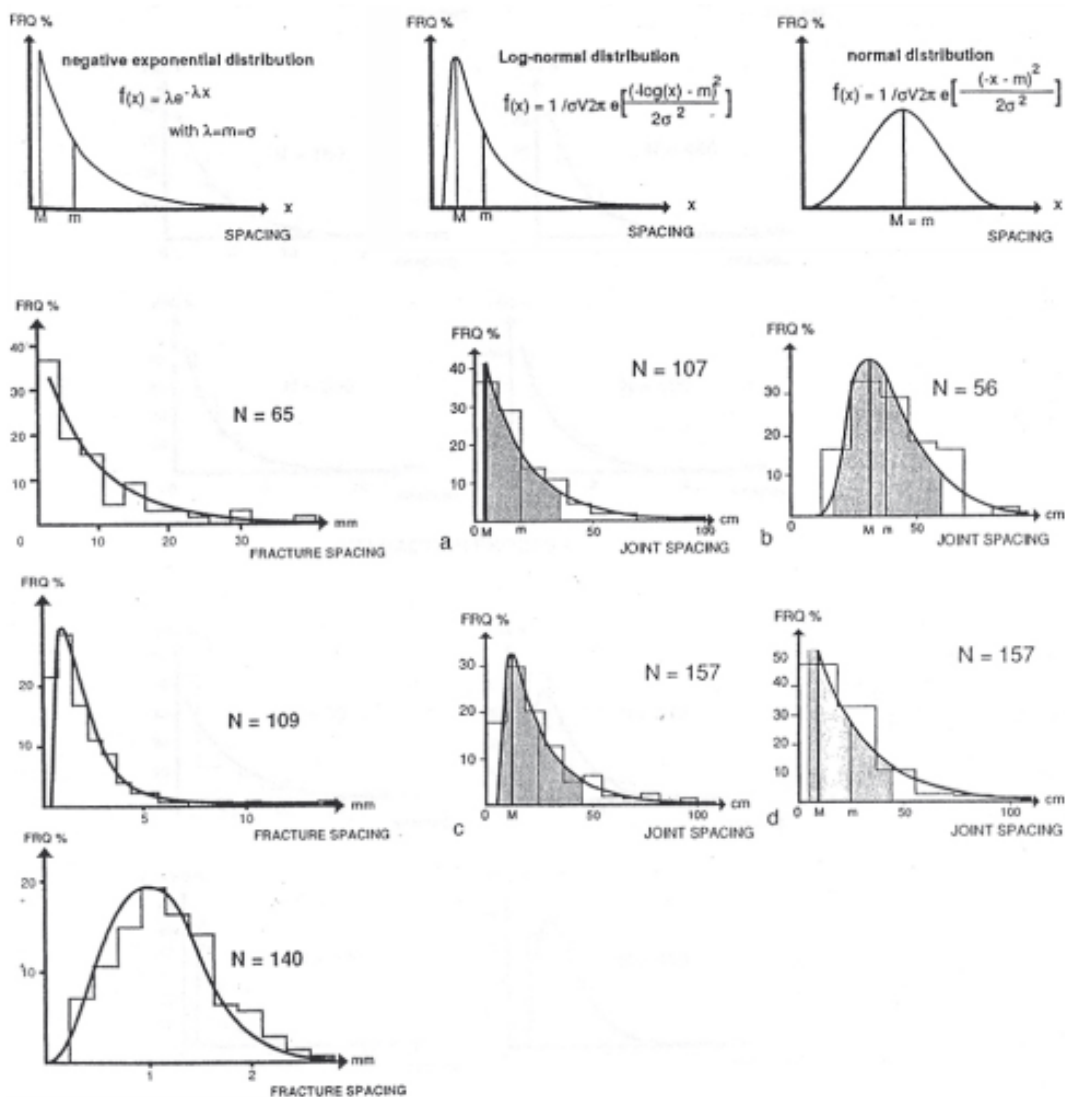 FRQ %
negative exponential distribution
f(x) = λe-λx
with λ=m=σ
M m x
SPACING
FRQ %
Log-normal distribution
f(x) = 1 /σV2π e[(-log(x) - m)2 / 2σ 2]
M m x
SPACING
FRQ %
normal distribution
f(x) = 1 /σV2π e[(-x - m)2 / 2σ 2]
M = m x
SPACING
FRQ %
40
30
20
10
N = 65
0 10 20 30 mm
FRACTURE SPACING
FRQ %
40
30
20
10
N = 107
0 M m 50 100 cm
a JOINT SPACING
FRQ %
30
20
10
N = 56
0 M m 50 cm
b JOINT SPACING
FRQ %
20
10
N = 109
5 10 mm
FRACTURE SPACING
FRQ %
30
20
10
N = 157
0 M 50 100 cm
c JOINT SPACING
FRQ %
50
40
30
20
10
N = 157
0 M m 50 100 cm
d JOINT SPACING
20
10
N = 140
1 2 mm
FRACTURE SPACING